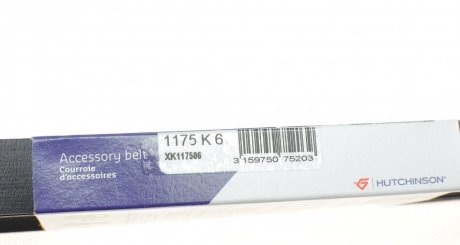 Accessory belt
Courroie
d'accessoires
1175 K 6
XK117506
3 159750 75203
HUTCHINSON®